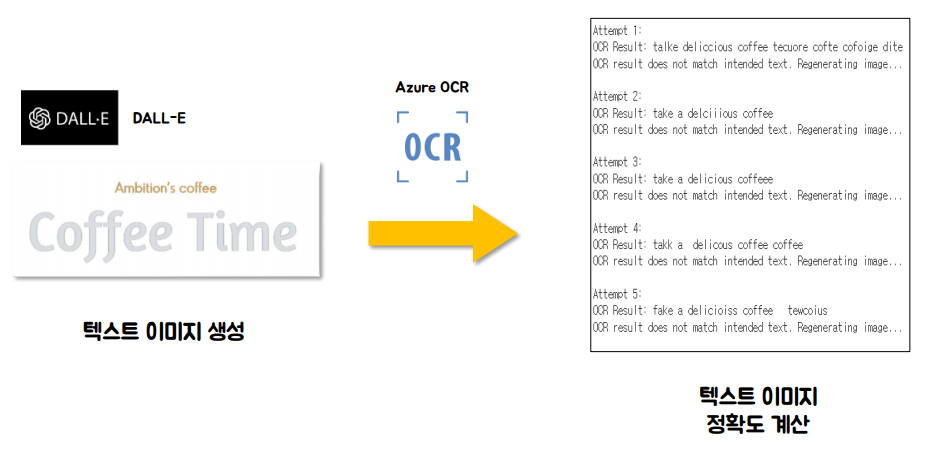 DALL·E
DALL-E
Ambition's coffee
Coffee Time
텍스트 이미지 생성
Azure OCR
OCR
Attempt 1:
OCR Result: talke deliccious coffee tecuore cofte cofoige dite
OCR result does not match intended text. Regenerating image...
Attempt 2:
OCR Result: take a delciiious coffee
OCR result does not match intended text. Regenerating image...
Attempt 3:
OCR Result: take a delicious coffeee
OCR result does not match intended text. Regenerating image...
Attempt 4:
OCR Result: takk a  delicous coffee coffee
OCR result does not match intended text. Regenerating image...
Attempt 5:
OCR Result: fake a delicioiss coffee   tewcoius
OCR result does not match intended text. Regenerating image...
텍스트 이미지
정확도 계산